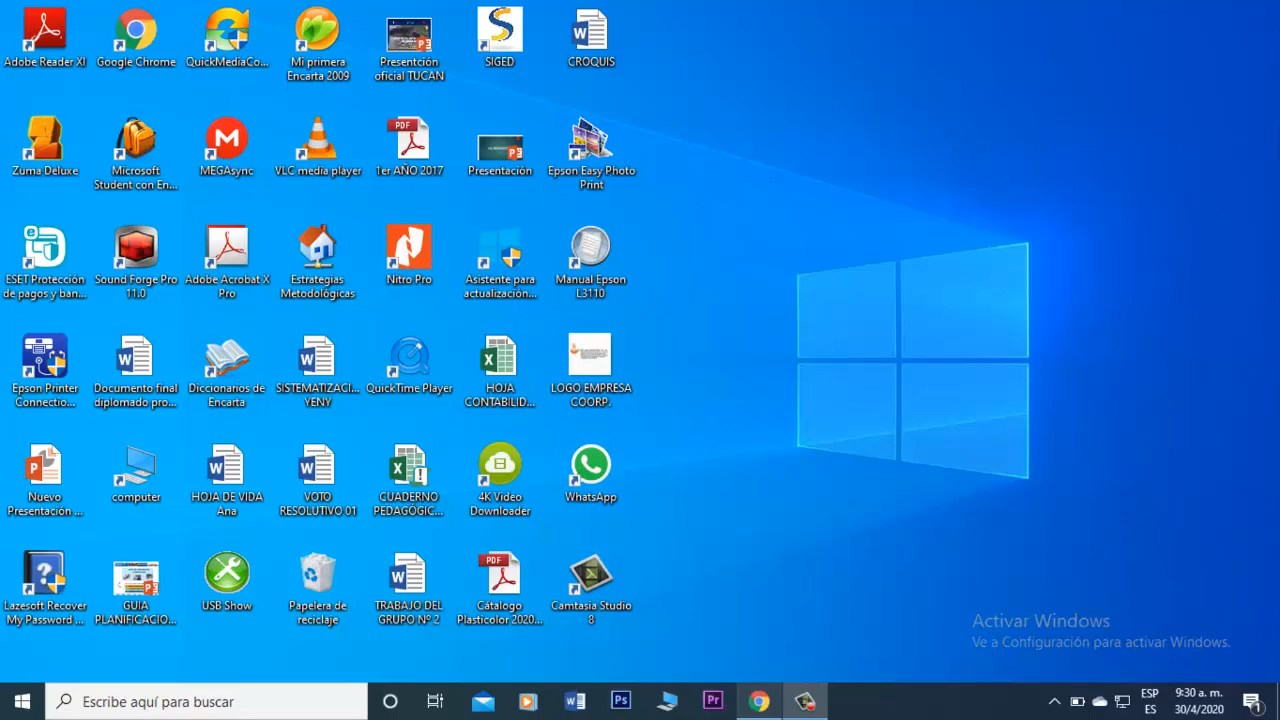 Adobe Reader XI
Google Chrome
QuickMediaCo...
Mi primera
Encarta 2009
Presentción
oficial TUCAN
SIGED
CROQUIS
Zuma Deluxe
Microsoft
Student con En...
MEGAsync
VLC media player
PDF
1er AÑO 2017
Presentación
Epson Easy Photo
Print
ESET Protección
de pagos y ban...
Sound Forge Pro
11.0
Adobe Acrobat X
Pro
Estrategias
Metodológicas
Nitro Pro
Asistente para
actualización...
Manual Epson
L3110
Epson Printer
Connectio...
Documento final
diplomado pro...
Diccionarios de
Encarta
SISTEMATIZACI...
YENY
QuickTime Player
HOJA
CONTABILID...
LOGO EMPRESA
COORP.
Nuevo
Presentación ...
computer
HOJA DE VIDA
Ana
VOTO
RESOLUTIVO 01
CUADERNO
PEDAGÓGIC...
4K Video
Downloader
WhatsApp
Lazesoft Recover
My Password ...
GUIA
PLANIFICACIO...
USB Show
Papelera de
reciclaje
TRABAJO DEL
GRUPO Nº 2
PDF
Cátalogo
Plasticolor 2020...
Camtasia Studio
8
Activar Windows
Ve a Configuración para activar Windows.
Escribe aquí para buscar
Ps
Pr
ESP
ES
9:30 a. m.
30/4/2020
1